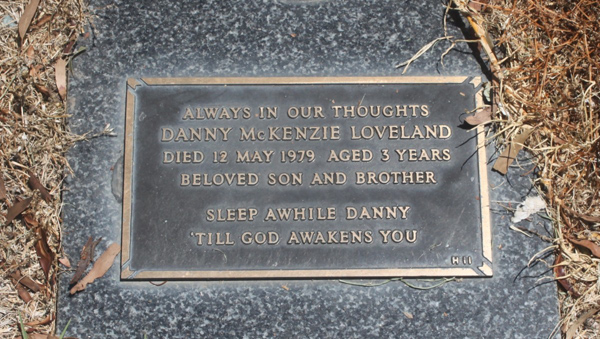 ALWAYS IN OUR THOUGHTS
DANNY McKENZIE LOVELAND
DIED 12 MAY 1979 AGED 3 YEARS
BELOVED SON AND BROTHER
SLEEP AWHILE DANNY
'TILL GOD AWAKENS YOU